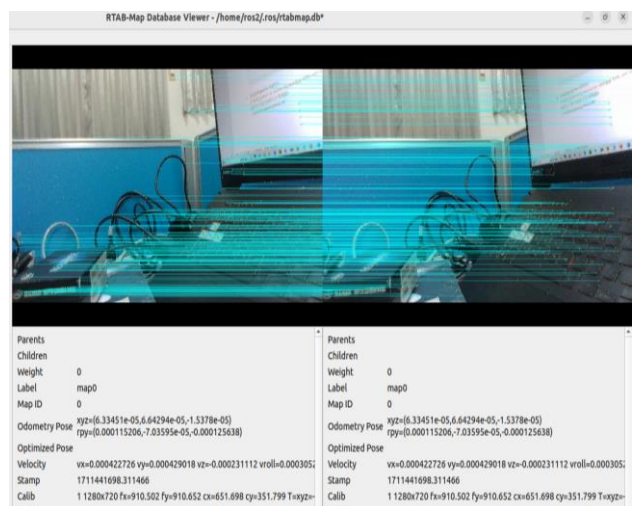 RTAB-Map Database Viewer - /home/ros2/.ros/rtabmap.db*
Parents
Children
Weight 0
Label map0
Map ID 0
Odometry Pose xyz=(6.33451e-05,6.64294e-05,-1.5378e-05)
rpy=(0.000115206,-7.03595e-05,-0.000125638)
Optimized Pose
Velocity vx=0.000422726 vy=0.000429018 vz=-0.000231112 vroll=0.0003052
Stamp 1711441698.311466
Calib 1 1280x720 fx=910.502 fy=910.652 cx=651.698 cy=351.799 T=xyz=-
Parents
Children
Weight 0
Label map0
Map ID 0
Odometry Pose xyz=(6.33451e-05,6.64294e-05,-1.5378e-05)
rpy=(0.000115206,-7.03595e-05,-0.000125638)
Optimized Pose
Velocity vx=0.000422726 vy=0.000429018 vz=-0.000231112 vroll=0.0003052
Stamp 1711441698.311466
Calib 1 1280x720 fx=910.502 fy=910.652 cx=651.698 cy=351.799 T=xyz=-